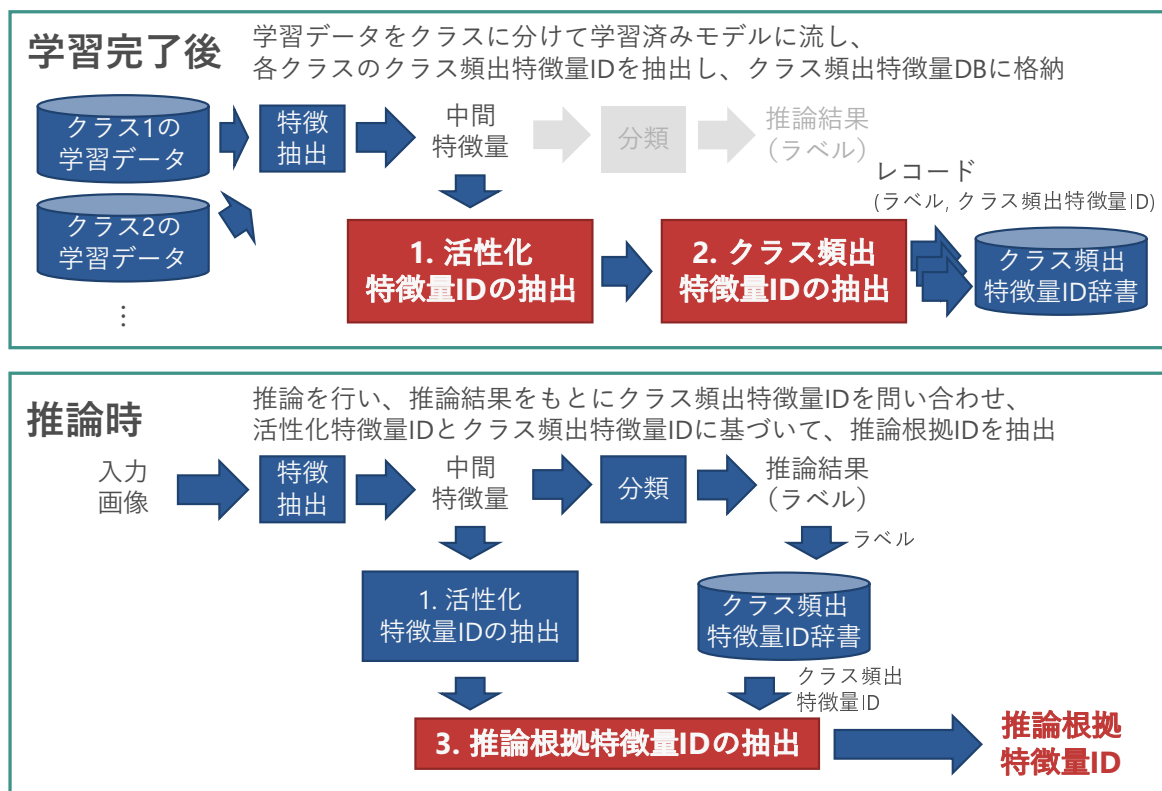 学習完了後
学習データをクラスに分けて学習済みモデルに流し、
各クラスのクラス頻出特徴量IDを抽出し、クラス頻出特徴量DBに格納
クラス1の
学習データ
特徴
抽出
中間
特徴量
分類
推論結果
（ラベル）
レコード
(ラベル, クラス頻出特徴量ID)
クラス2の
学習データ
⋮
1. 活性化
特徴量IDの抽出
2. クラス頻出
特徴量IDの抽出
クラス頻出
特徴量ID辞書
推論時
推論を行い、推論結果をもとにクラス頻出特徴量IDを問い合わせ、
活性化特徴量IDとクラス頻出特徴量IDに基づいて、推論根拠IDを抽出
入力
画像
特徴
抽出
中間
特徴量
分類
推論結果
（ラベル）
ラベル
1. 活性化
特徴量IDの抽出
クラス頻出
特徴量ID辞書
クラス頻出
特徴量ID
3. 推論根拠特徴量IDの抽出
推論根拠
特徴量ID